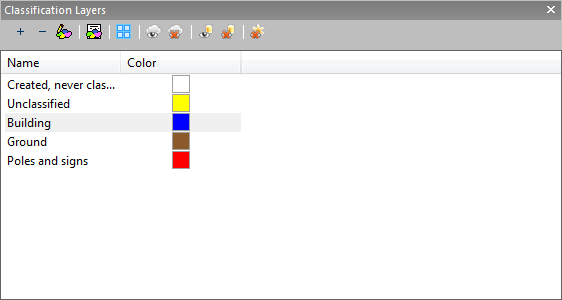 Classification Layers
Name Color
Created, never clas...
Unclassified
Building
Ground
Poles and signs